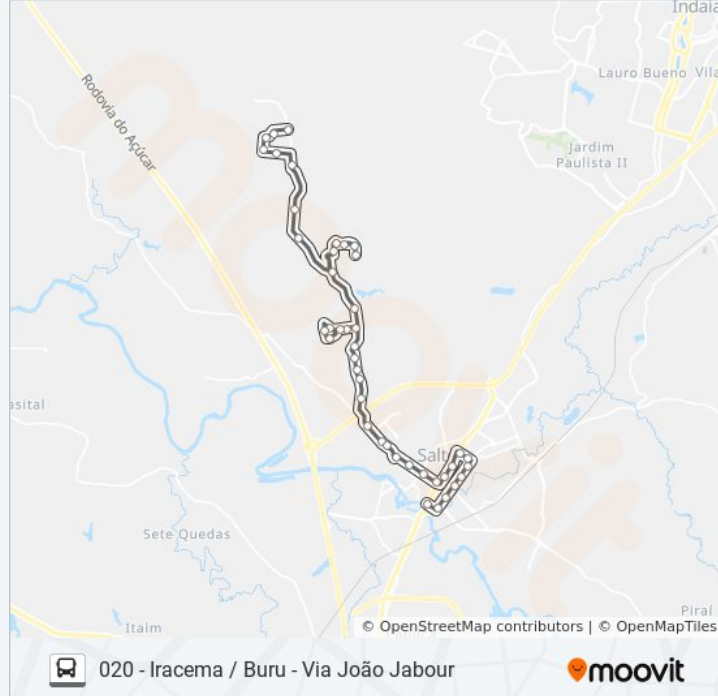 Indaia
Lauro Bueno
Vila
Rodovia do Açúcar
Jardim
Paulista II
asital
Salt
Sete Quedas
Itaim
Piraí
© OpenStreetMap contributors | © OpenMapTiles
020 - Iracema / Buru - Via João Jabour
moovit